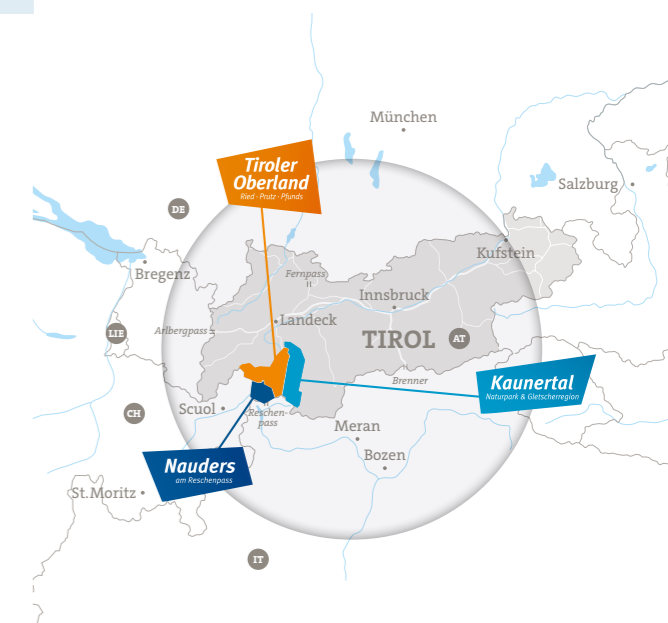 München
Tiroler
Oberland
Ried · Prutz · Pfunds
Salzburg
DE
Kufstein
Bregenz
Fernpass
Innsbruck
Landeck
Arlbergpass
LIE
TIROL
AT
Brenner
Kaunertal
Naturpark & Gletscherregion
CH
Scuol
Reschen-
pass
Meran
Bozen
Nauders
am Reschenpass
St.Moritz
IT